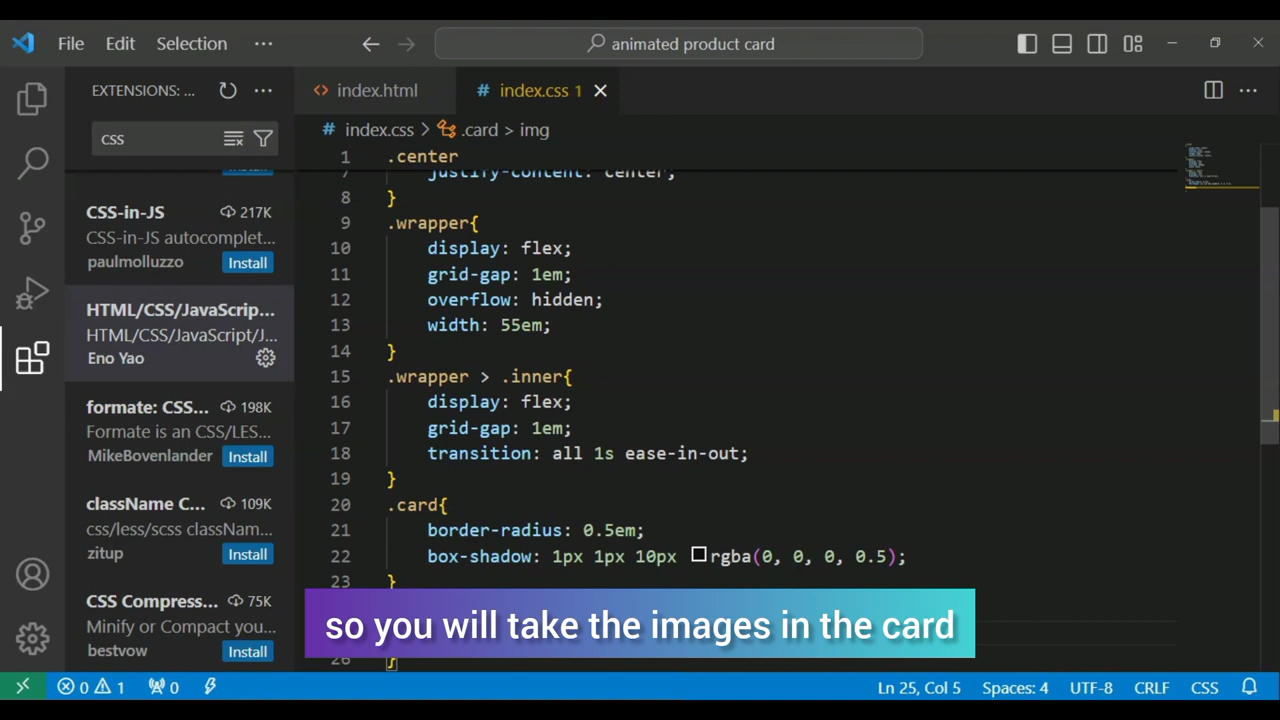 File Edit Selection ···
animated product card
EXTENSIONS: ...
css
CSS-in-JS 217K
CSS-in-JS autocomplet...
paulmolluzzo Install
HTML/CSS/JavaScrip...
HTML/CSS/JavaScript/J...
Eno Yao
formate: CSS... 198K
Formate is an CSS/LES...
MikeBovenlander Install
className C... 109K
css/less/scss classNam...
zitup Install
CSS Compress... 75K
Minify or Compact you...
bestvow Install
index.html # index.css 1
# index.css > .card > img
1 .center
7 justify-content: center;
8 }
9 .wrapper{
10 display: flex;
11 grid-gap: 1em;
12 overflow: hidden;
13 width: 55em;
14 }
15 .wrapper > .inner{
16 display: flex;
17 grid-gap: 1em;
18 transition: all 1s ease-in-out;
19 }
20 .card{
21 border-radius: 0.5em;
22 box-shadow: 1px 1px 10px rgba(0, 0, 0, 0.5);
23 }
26 }
so you will take the images in the card
0 1 0 Ln 25, Col 5 Spaces: 4 UTF-8 CRLF CSS